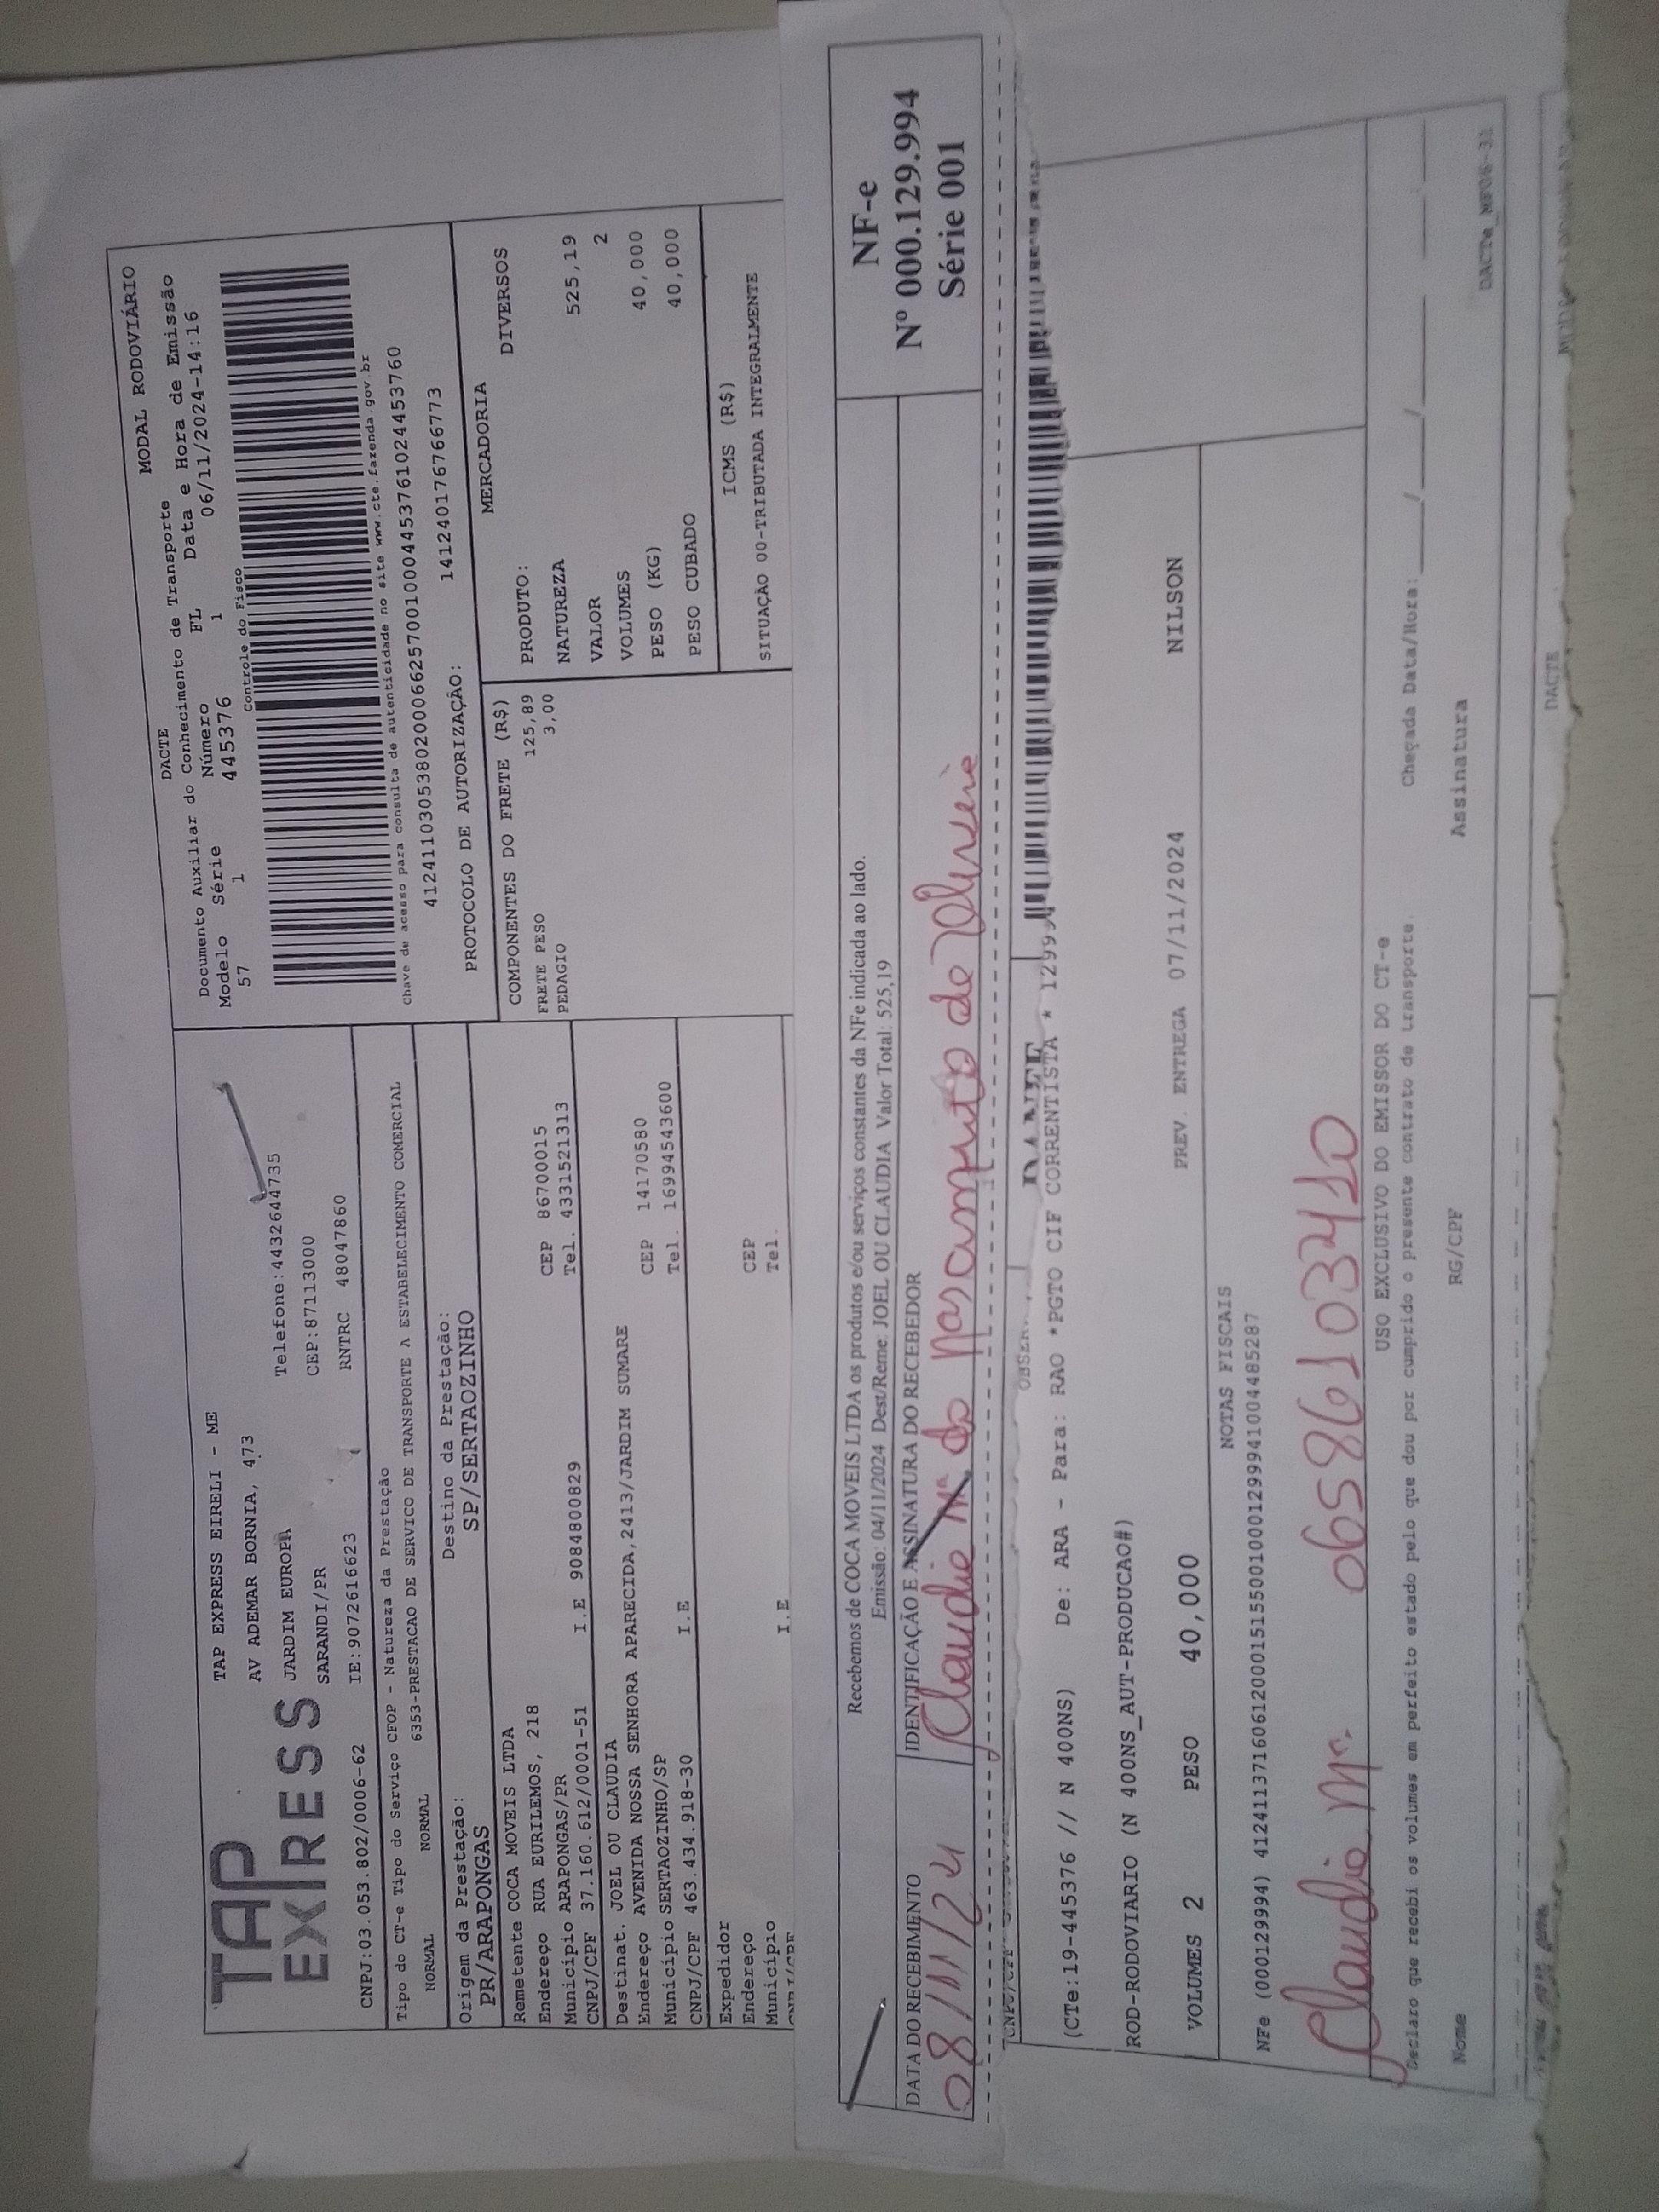 TAP
EXPRESS
TAP EXPRESS EIRELI - ME
AV ADEMAR BORNIA, 473
JARDIM EUROPA
Telefone:4432644735
SARANDI/PR
CEP:87113000
CNPJ:03.053.802/0006-62
IE:9072616623
RNTRC 48047860
DACTE
MODAL RODOVIÁRIO
Documento Auxiliar do Conhecimento de Transporte
Modelo Série Número FL Data e Hora de Emissão
57 1 445376 1 06/11/2024-14:16
Controle do Fisco
Chave de acesso para consulta de autenticidade no site www.cte.fazenda.gov.br
PROTOCOLO DE AUTORIZAÇÃO: 141240176766773
Tipo do CT-e Tipo do Serviço CFOP - Natureza da Prestação
NORMAL NORMAL 6353-PRESTACAO DE SERVICO DE TRANSPORTE A ESTABELECIMENTO COMERCIAL
Origem da Prestação: Destino da Prestação:
PR/ARAPONGAS SP/SERTAOZINHO
Remetente COCA MOVEIS LTDA
Endereço RUA EURILEMOS, 218 CEP 86700015
Município ARAPONGAS/PR Tel. 4331521313
CNPJ/CPF 37.160.612/0001-51 I.E 9084800829
Destinat. JOEL OU CLAUDIA
Endereço AVENIDA NOSSA SENHORA APARECIDA,2413/JARDIM SUMARE CEP 14170580
Município SERTAOZINHO/SP Tel. 16994543600
CNPJ/CPF 463.434.918-30 I.E
Expedidor
Endereço CEP
Município Tel.
CNPJ/CPF I.E
COMPONENTES DO FRETE (R$)
FRETE PESO 125,89
PEDAGIO 3,00
MERCADORIA
PRODUTO: DIVERSOS
NATUREZA
VALOR 525,19
VOLUMES 2
PESO (KG) 40,000
PESO CUBADO 40,000
ICMS (R$)
SITUAÇÃO 00-TRIBUTADA INTEGRALMENTE
Recebemos de COCA MOVEIS LTDA os produtos e/ou serviços constantes da NFe indicada ao lado.
Emissão: 04/11/2024 Dest/Reme: JOEL OU CLAUDIA Valor Total: 525,19
DATA DO RECEBIMENTO IDENTIFICAÇÃO E ASSINATURA DO RECEBEDOR
08/11/24 Claudia Mª do Nascimento de Oliveira
NF-e
Nº 000.129.994
Série 001
(CTe:19-445376 // N 400NS) De: ARA - Para: RAO *PGTO CIF CORRENTISTA *
ROD-RODOVIARIO (N 400NS_AUT-PRODUCAO#)
VOLUMES 2 PESO 40,000 PREV. ENTREGA 07/11/2024 NILSON
NOTAS FISCAIS
NFe (000129994) 41241137160612000151550010001299941004485287
Claudia Mª. 06586103410
USO EXCLUSIVO DO EMISSOR DO CT-e
Declaro que recebi os volumes em perfeito estado pelo que dou por cumprido o presente contrato de transporte.
Chegada Data/Hora: ____/____/____ ____:____
Nome RG/CPF Assinatura
DACTE